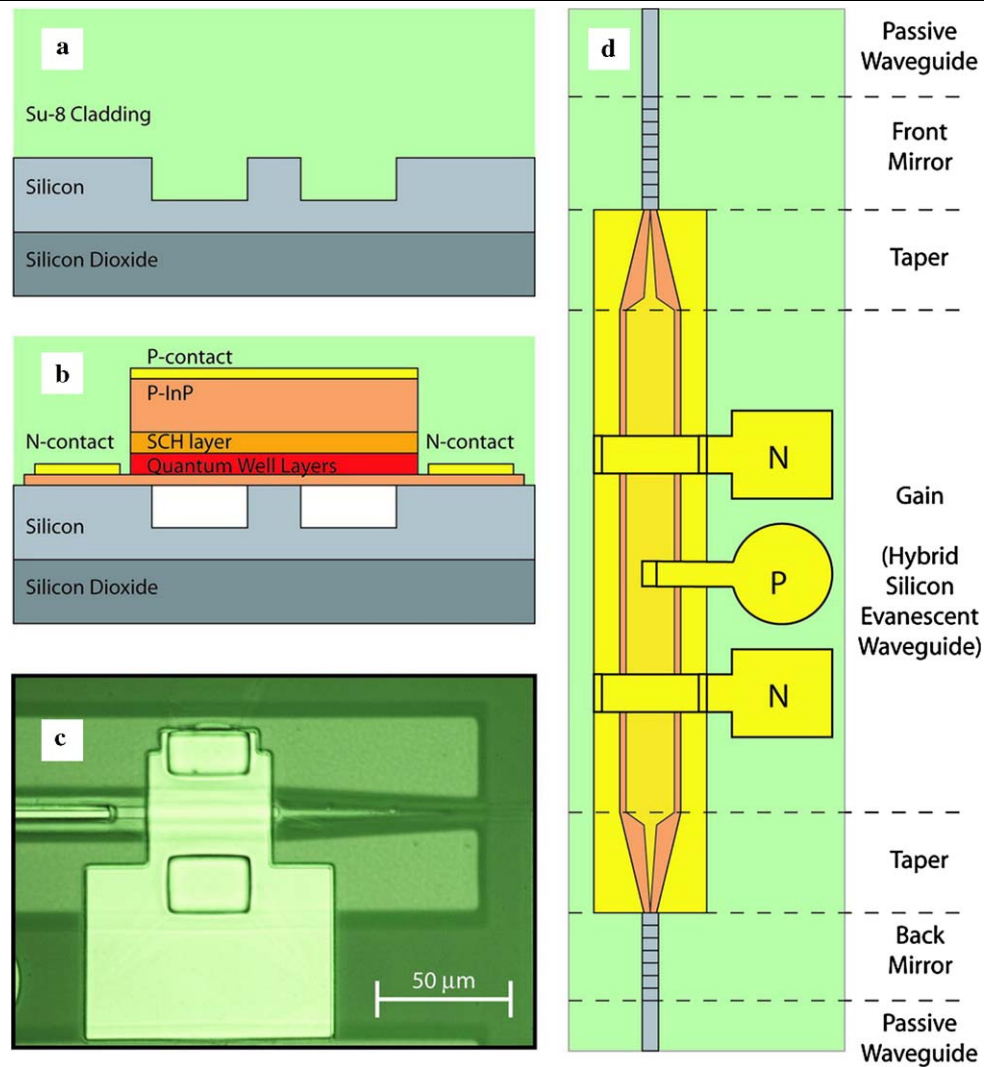 a
Su-8 Cladding
Silicon
Silicon Dioxide
b
P-contact
P-InP
N-contact
SCH layer
N-contact
Quantum Well Layers
Silicon
Silicon Dioxide
c
50 μm
d
Passive
Waveguide
Front
Mirror
Taper
N
P
N
Gain
(Hybrid
Silicon
Evanescent
Waveguide)
Taper
Back
Mirror
Passive
Waveguide